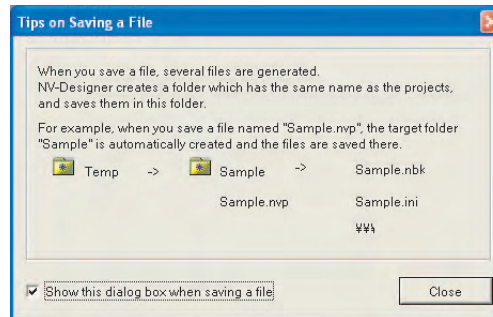 Tips on Saving a File
When you save a file, several files are generated.
NV-Designer creates a folder which has the same name as the projects,
and saves them in this folder.
For example, when you save a file named "Sample.nvp", the target folder
"Sample" is automatically created and the files are saved there.
Temp -> Sample -> Sample.nbk
Sample.nvp Sample.ini
Show this dialog box when saving a file
Close